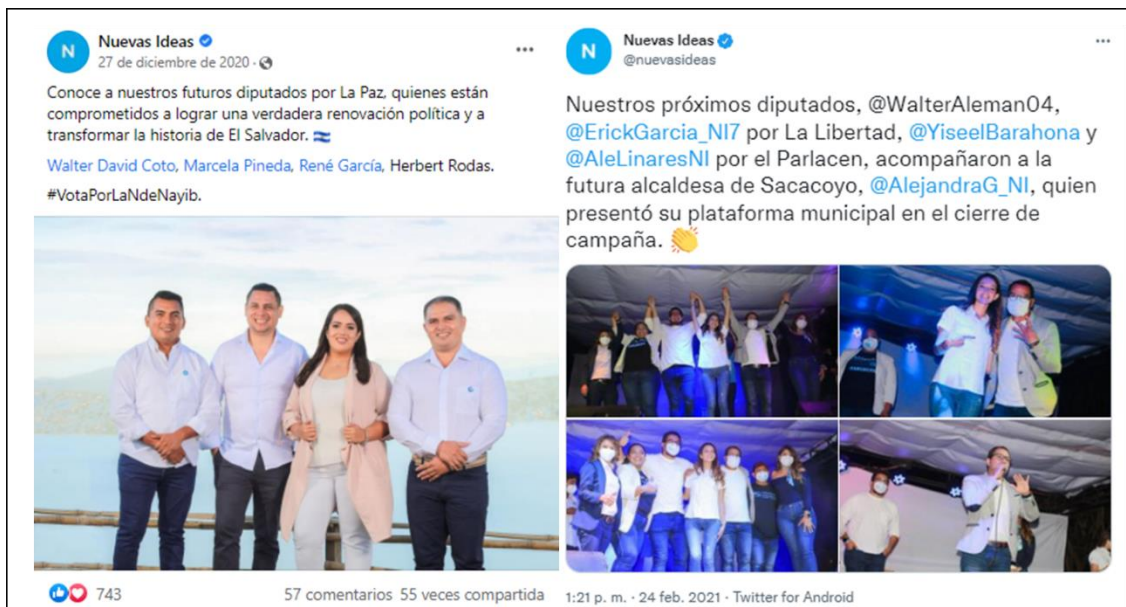 N
Nuevas Ideas
27 de diciembre de 2020 ·
Conoce a nuestros futuros diputados por La Paz, quienes están
comprometidos a lograr una verdadera renovación política y a
transformar la historia de El Salvador.
Walter David Coto, Marcela Pineda, René García, Herbert Rodas.
#VotaPorLaNdeNayib.
743
57 comentarios 55 veces compartida
N
Nuevas Ideas
@nuevasideas
Nuestros próximos diputados, @WalterAleman04,
@ErickGarcia_NI7 por La Libertad, @YiseelBarahona y
@AleLinaresNI por el Parlacen, acompañaron a la
futura alcaldesa de Sacacoyo, @AlejandraG_NI, quien
presentó su plataforma municipal en el cierre de
campaña.
1:21 p. m. · 24 feb. 2021 · Twitter for Android